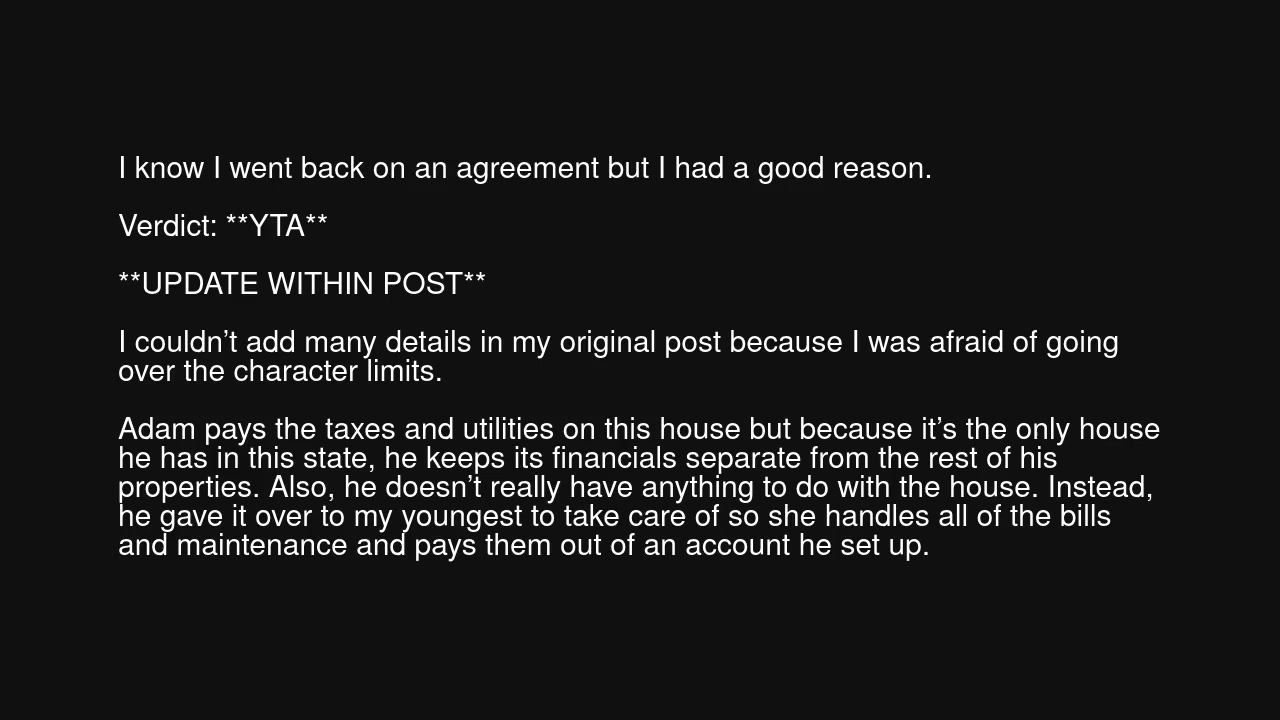 I know I went back on an agreement but I had a good reason.
Verdict: **YTA**
**UPDATE WITHIN POST**
I couldn’t add many details in my original post because I was afraid of going
over the character limits.
Adam pays the taxes and utilities on this house but because it’s the only house
he has in this state, he keeps its financials separate from the rest of his
properties. Also, he doesn’t really have anything to do with the house. Instead,
he gave it over to my youngest to take care of so she handles all of the bills
and maintenance and pays them out of an account he set up.